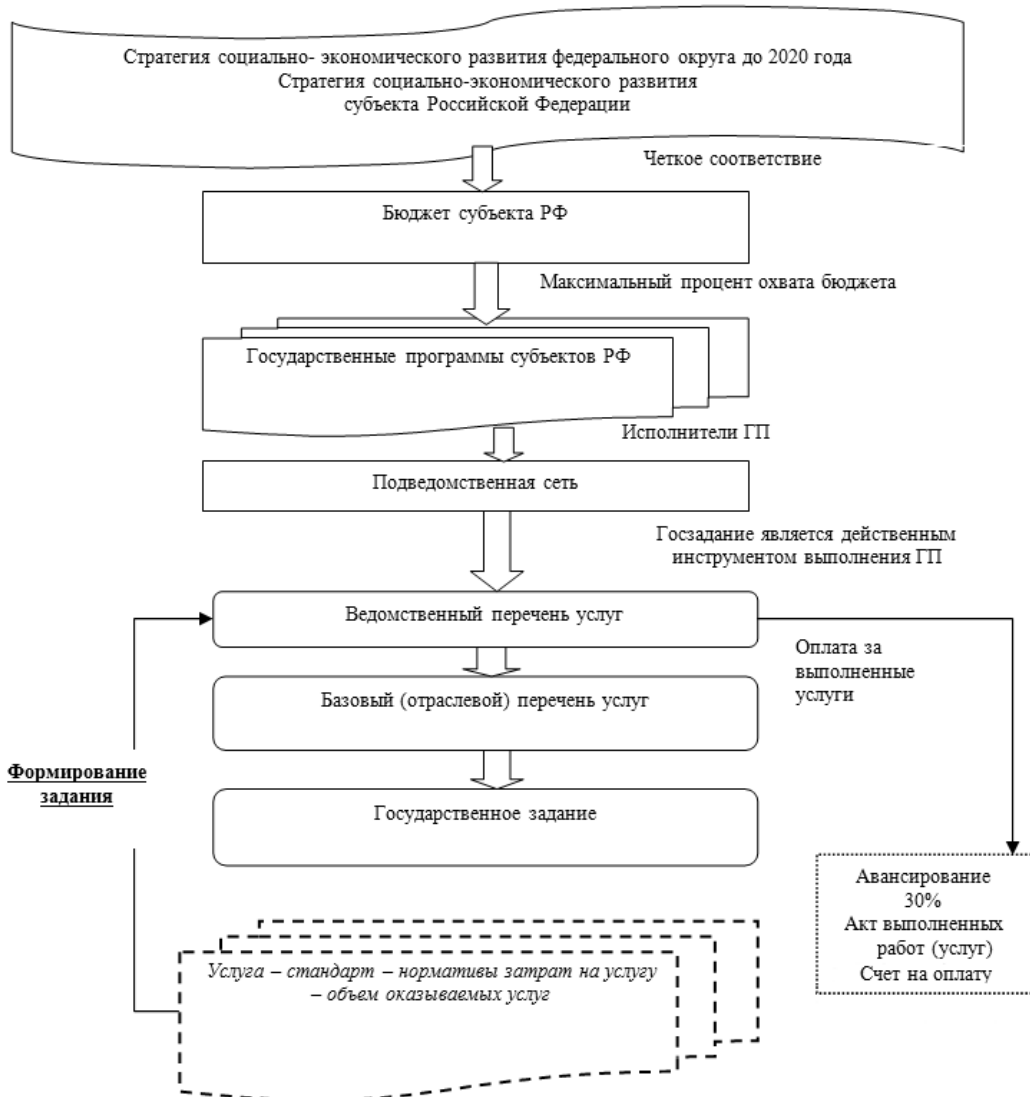 Стратегия социально- экономического развития федерального округа до 2020 года
Стратегия социально-экономического развития
субъекта Российской Федерации
Четкое соответствие
Бюджет субъекта РФ
Максимальный процент охвата бюджета
Государственные программы субъектов РФ
Исполнители ГП
Подведомственная сеть
Госзадание является действенным
инструментом выполнения ГП
Ведомственный перечень услуг
Оплата за
выполненные
услуги
Базовый (отраслевой) перечень услуг
Формирование
задания
Государственное задание
Авансирование
30%
Акт выполненных
работ (услуг)
Счет на оплату
Услуга – стандарт – нормативы затрат на услугу
– объем оказываемых услуг